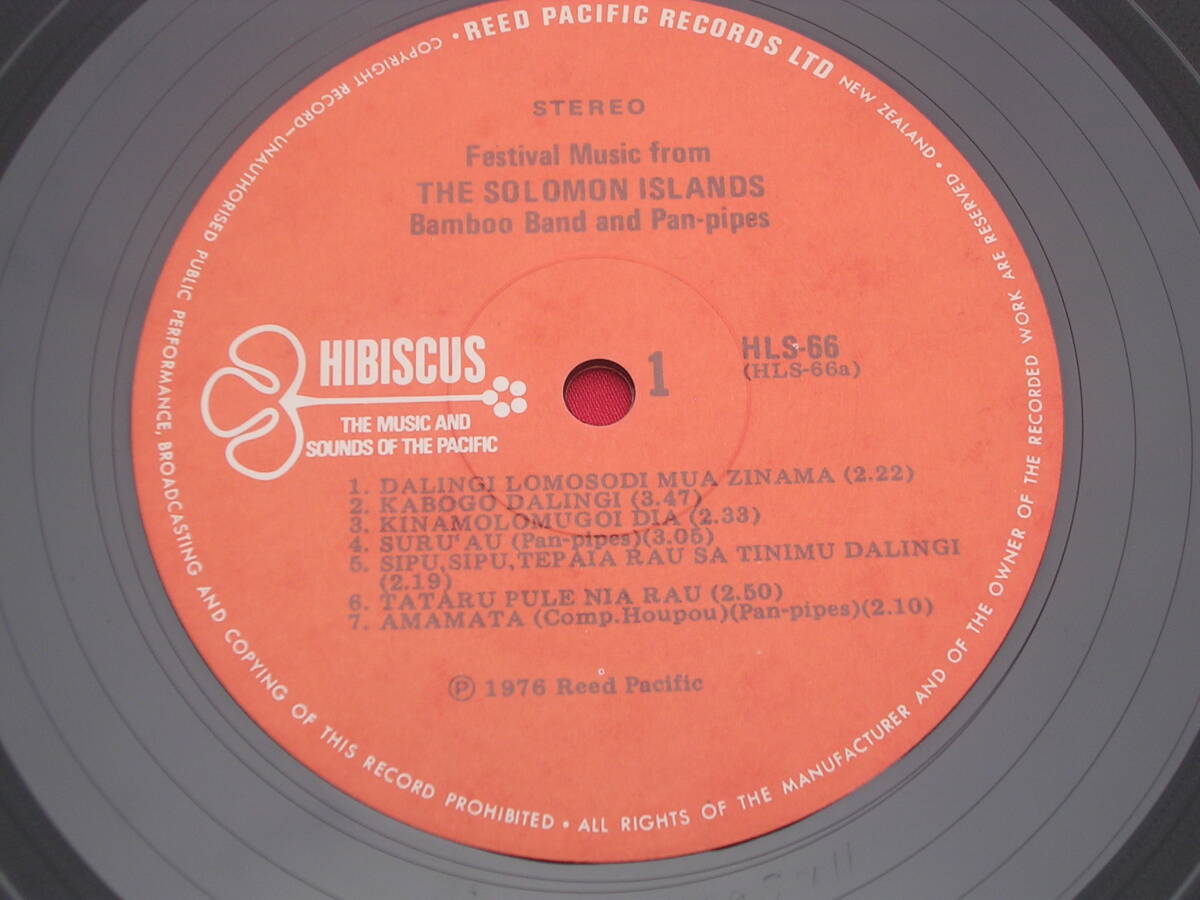 COPYRIGHT RECORD—UNAUTHORISED PUBLIC PERFORMANCE, BROADCASTING AND COPYING OF THIS RECORD PROHIBITED • ALL RIGHTS OF THE MANUFACTURER AND OF THE OWNER OF THE RECORDED WORK ARE RESERVED •
• REED PACIFIC RECORDS LTD NEW ZEALAND
STEREO
Festival Music from
THE SOLOMON ISLANDS
Bamboo Band and Pan-pipes
HIBISCUS
THE MUSIC AND
SOUNDS OF THE PACIFIC
1
HLS-66
(HLS-66a)
1. DALINGI LOMOSODI MUA ZINAMA (2.22)
2. KABOGO DALINGI (3.47)
3. KINAMOLOMUGOI DIA (2.33)
4. SURU'AU (Pan-pipes)(3.05)
5. SIPU,SIPU,TEPAIA RAU SA TINIMU DALINGI
(2.19)
6. TATARU PULE NIA RAU (2.50)
7. AMAMATA (Comp.Houpou)(Pan-pipes)(2.10)
℗ 1976 Reed Pacific